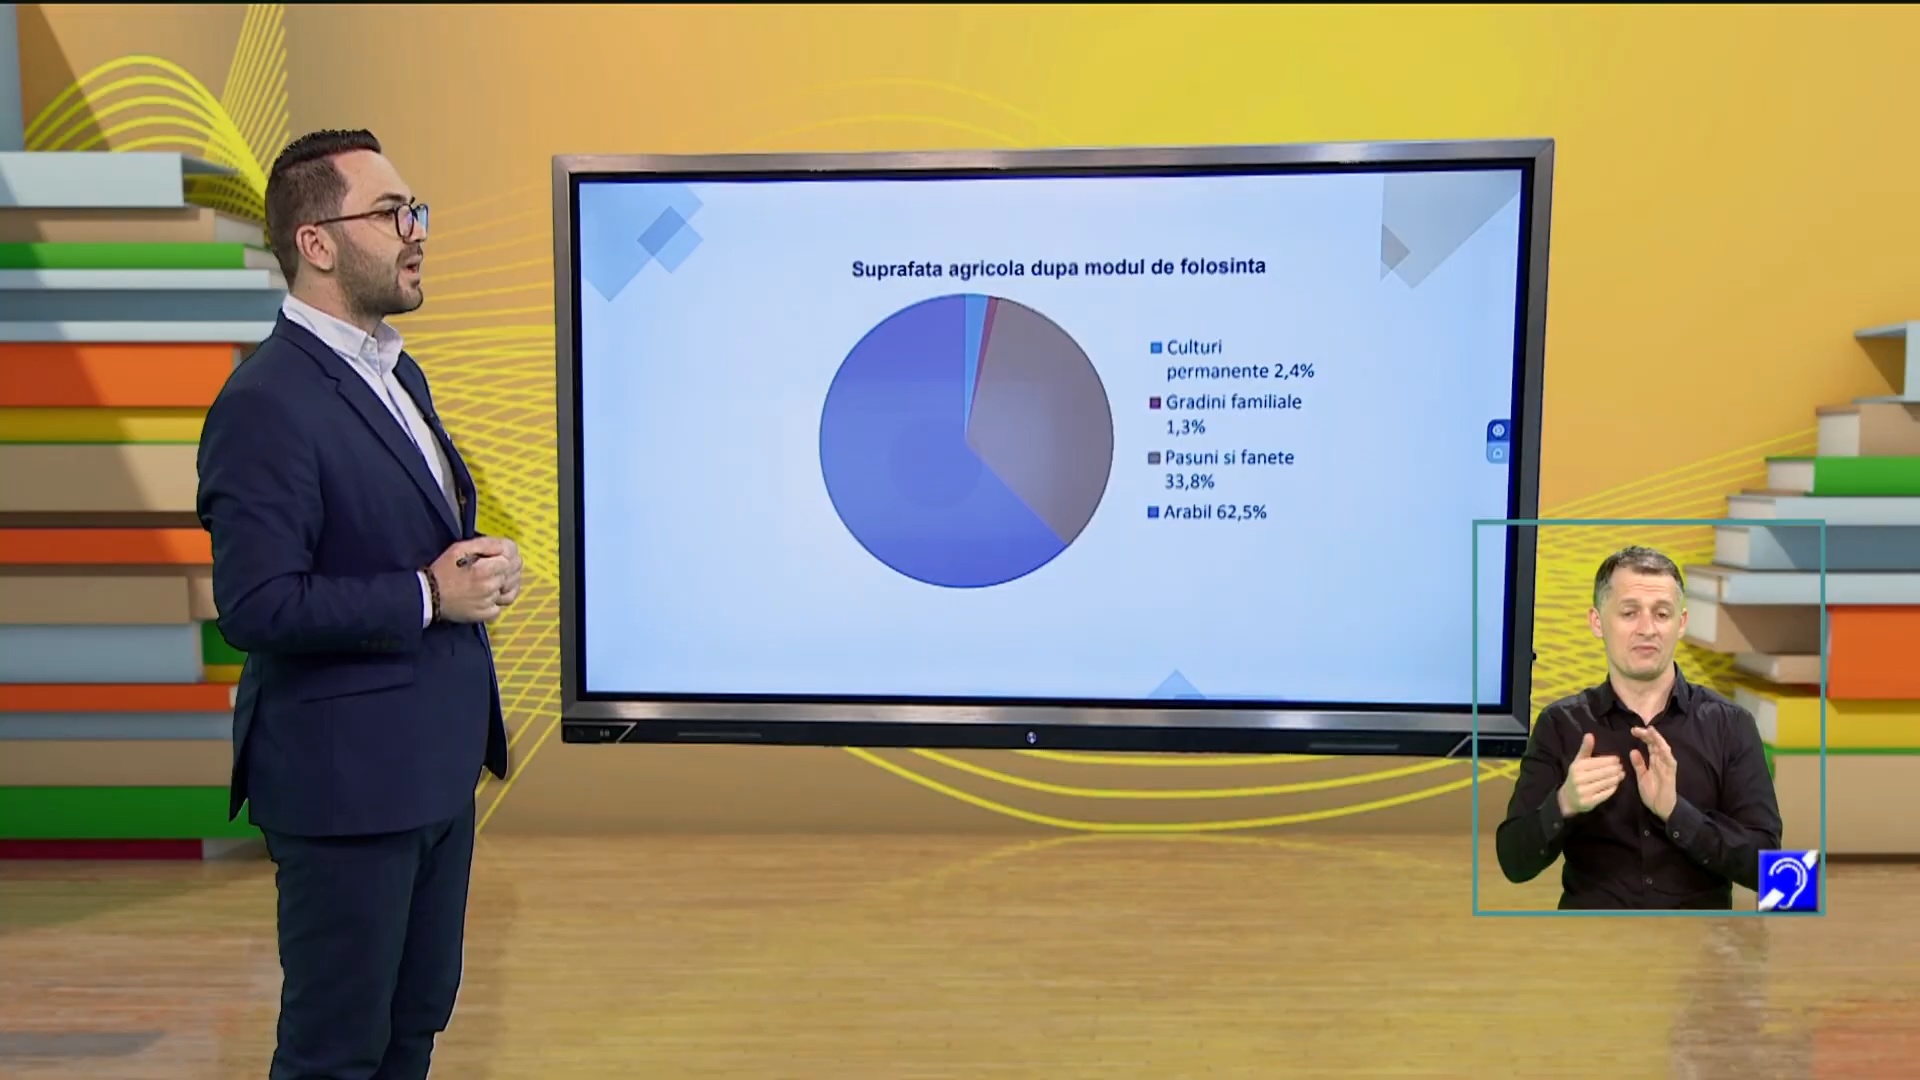 Suprafata agricola dupa modul de folosinta
Culturi
permanente 2,4%
Gradini familiale
1,3%
Pasuni si fanete
33,8%
Arabil 62,5%